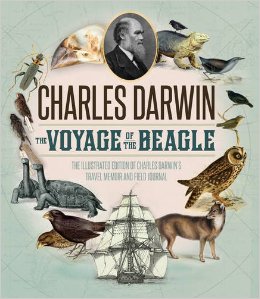 CHARLES DARWIN
THE VOYAGE OF THE BEAGLE
THE ILLUSTRATED EDITION OF CHARLES DARWIN'S
TRAVEL MEMOIR AND FIELD JOURNAL